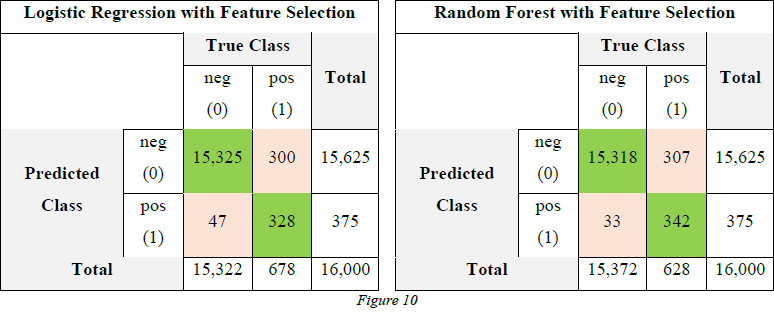 Logistic Regression with Feature Selection
True Class
neg (0) pos (1) Total
Predicted Class
neg (0) 15,325 300 15,625
pos (1) 47 328 375
Total 15,322 678 16,000
Random Forest with Feature Selection
True Class
neg (0) pos (1) Total
Predicted Class
neg (0) 15,318 307 15,625
pos (1) 33 342 375
Total 15,372 628 16,000
Figure 10